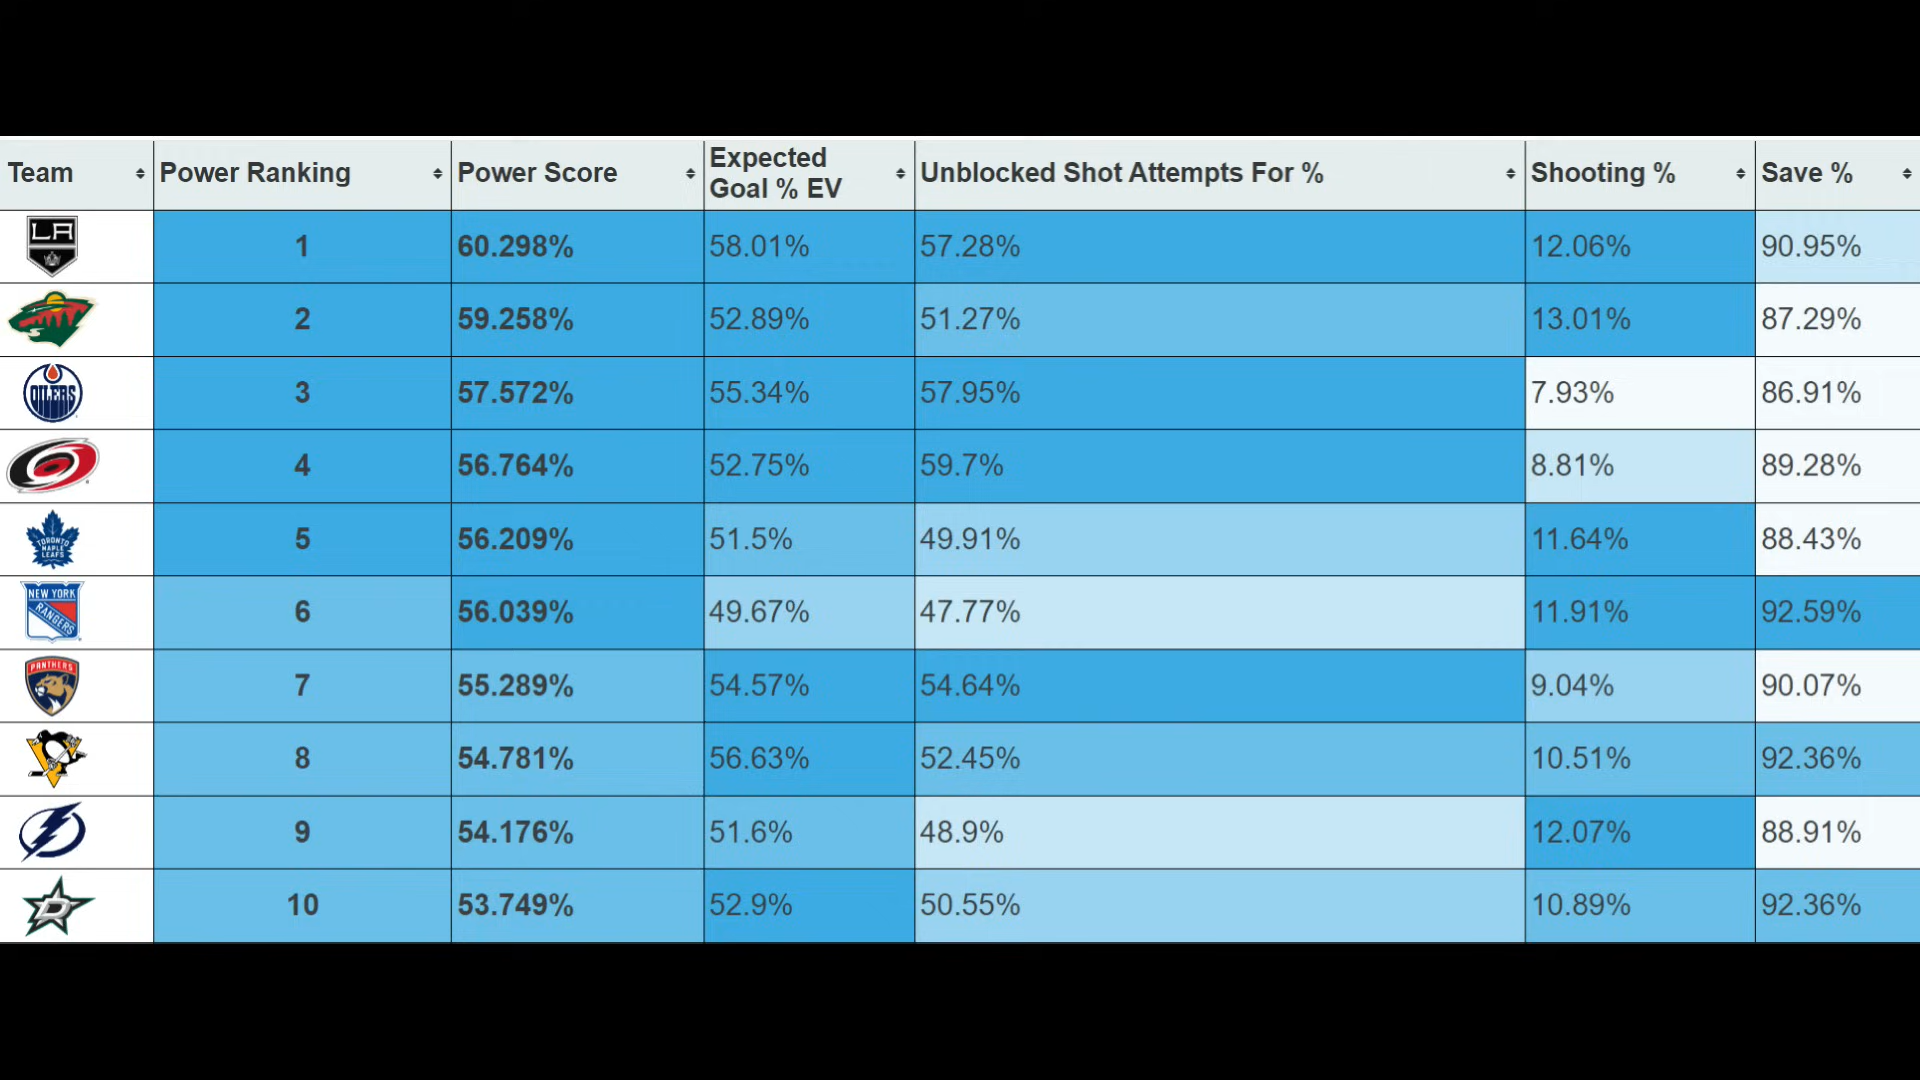 Team Power Ranking Power Score Expected Goal % EV Unblocked Shot Attempts For % Shooting % Save %
LA 1 60.298% 58.01% 57.28% 12.06% 90.95%
2 59.258% 52.89% 51.27% 13.01% 87.29%
OILERS 3 57.572% 55.34% 57.95% 7.93% 86.91%
4 56.764% 52.75% 59.7% 8.81% 89.28%
TORONTO MAPLE LEAFS 5 56.209% 51.5% 49.91% 11.64% 88.43%
NEW YORK RANGERS 6 56.039% 49.67% 47.77% 11.91% 92.59%
PANTHERS 7 55.289% 54.57% 54.64% 9.04% 90.07%
8 54.781% 56.63% 52.45% 10.51% 92.36%
9 54.176% 51.6% 48.9% 12.07% 88.91%
D 10 53.749% 52.9% 50.55% 10.89% 92.36%